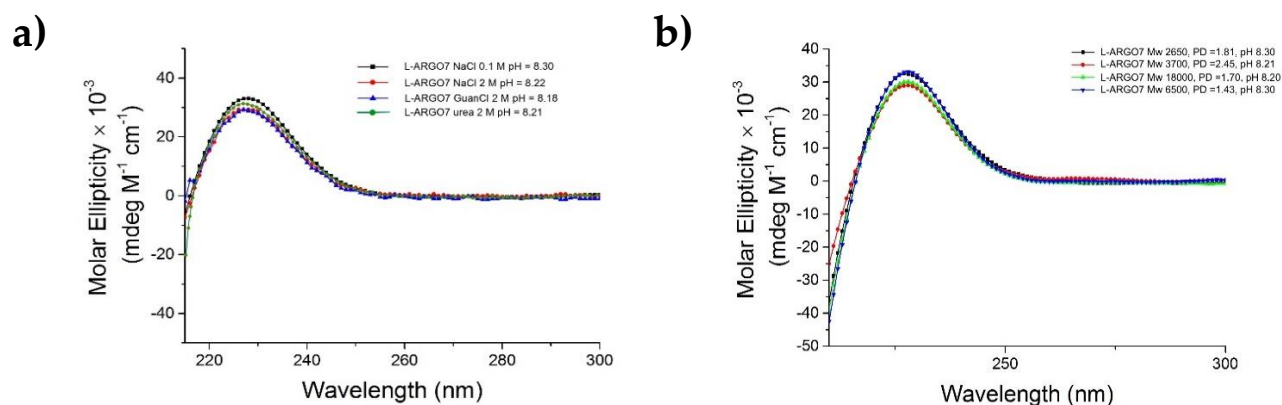 a)
Molar Ellipticity × 10⁻³
(mdeg M⁻¹ cm⁻¹)
40
20
0
-20
-40
220
240
260
280
300
Wavelength (nm)
L-ARGO7 NaCl 0.1 M pH = 8.30
L-ARGO7 NaCl 2 M pH = 8.22
L-ARGO7 GuanCl 2 M pH = 8.18
L-ARGO7 urea 2 M pH = 8.21
b)
Molar Ellipticity × 10⁻³
(mdeg M⁻¹ cm⁻¹)
50
40
30
20
10
0
-10
-20
-30
-40
-50
250
300
Wavelength (nm)
L-ARGO7 Mw 2650, PD =1.81, pH 8.30
L-ARGO7 Mw 3700, PD =2.45, pH 8.21
L-ARGO7 Mw 18000, PD =1.70, pH 8.20
L-ARGO7 Mw 6500, PD =1.43, pH 8.30